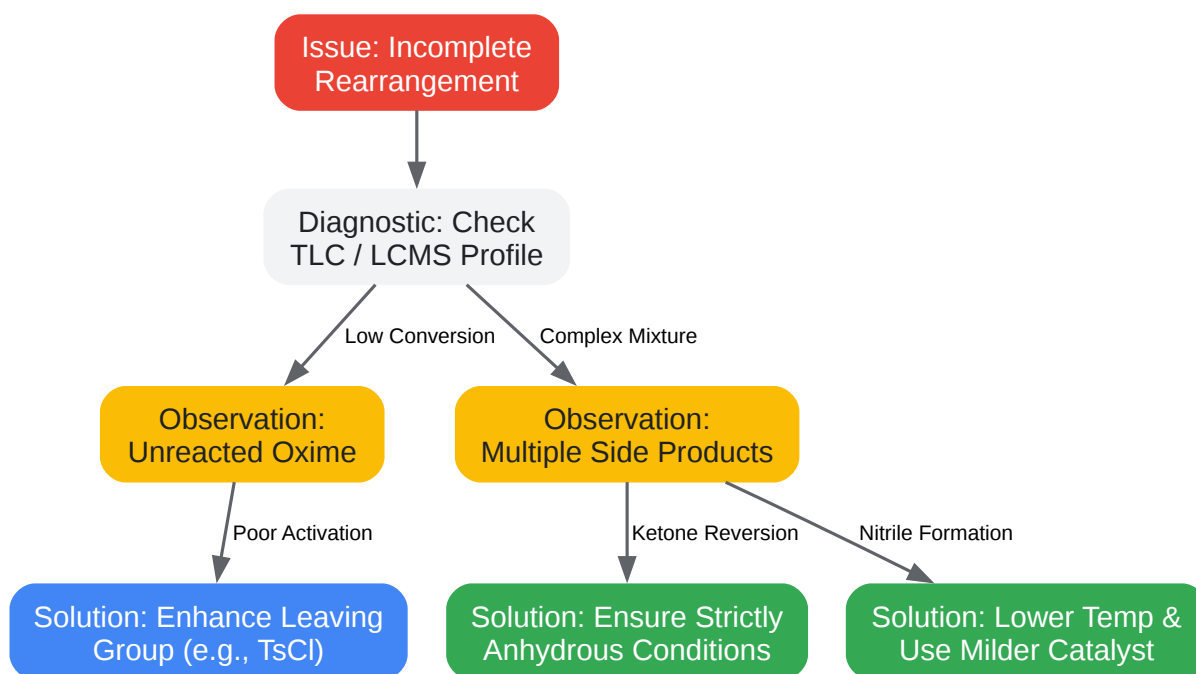 Issue: Incomplete
Rearrangement
Diagnostic: Check
TLC / LCMS Profile
Low Conversion
Complex Mixture
Observation:
Unreacted Oxime
Observation:
Multiple Side Products
Poor Activation
Ketone Reversion
Nitrile Formation
Solution: Enhance Leaving
Group (e.g., TsCl)
Solution: Ensure Strictly
Anhydrous Conditions
Solution: Lower Temp &
Use Milder Catalyst